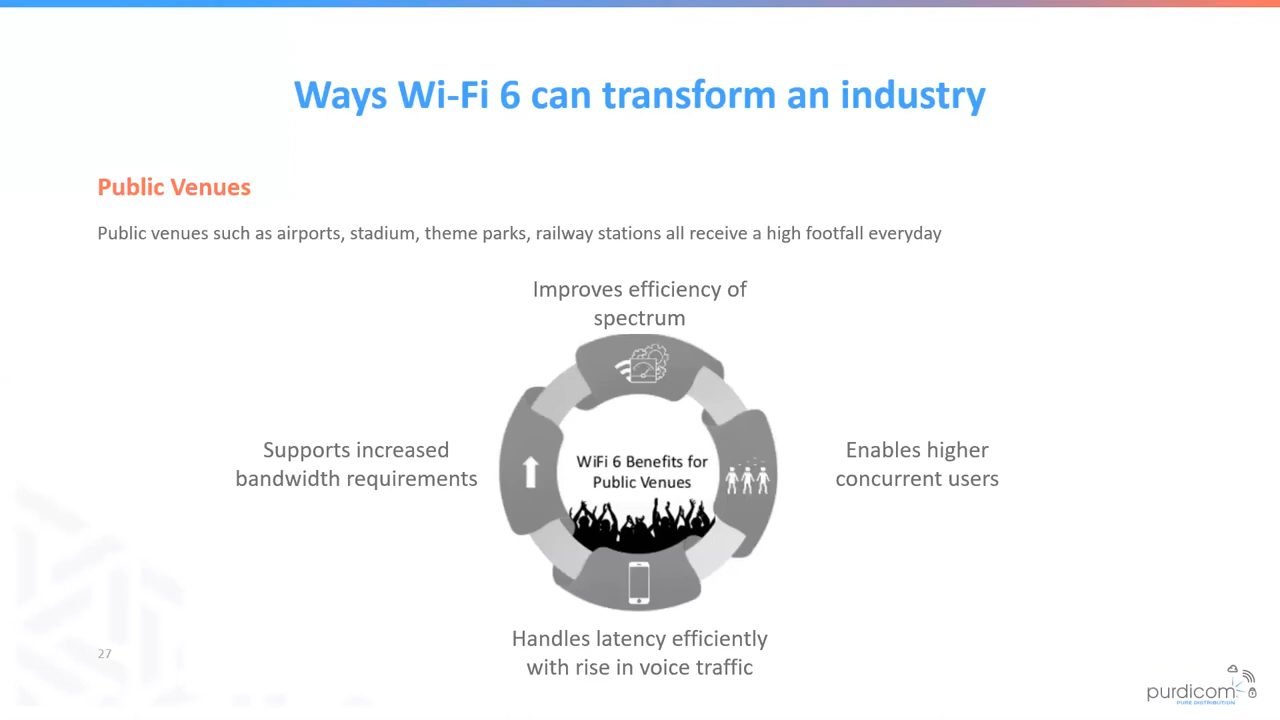 Ways Wi-Fi 6 can transform an industry
Public Venues
Public venues such as airports, stadium, theme parks, railway stations all receive a high footfall everyday
Improves efficiency of
spectrum
Supports increased
bandwidth requirements
WiFi 6 Benefits for
Public Venues
Enables higher
concurrent users
Handles latency efficiently
with rise in voice traffic
27
purdicom
PURE DISTRIBUTION